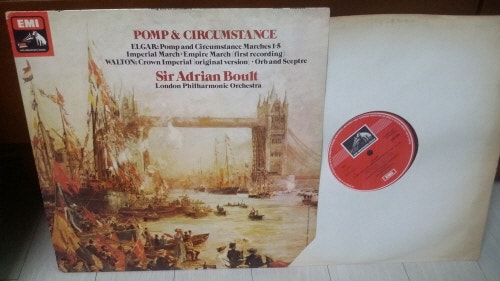 EMI
POMP & CIRCUMSTANCE
ELGAR: Pomp and Circumstance Marches 1-5
Imperial March · Empire March (first recording)
WALTON: Crown Imperial (original version) · Orb and Sceptre
Sir Adrian Boult
London Philharmonic Orchestra
EMI